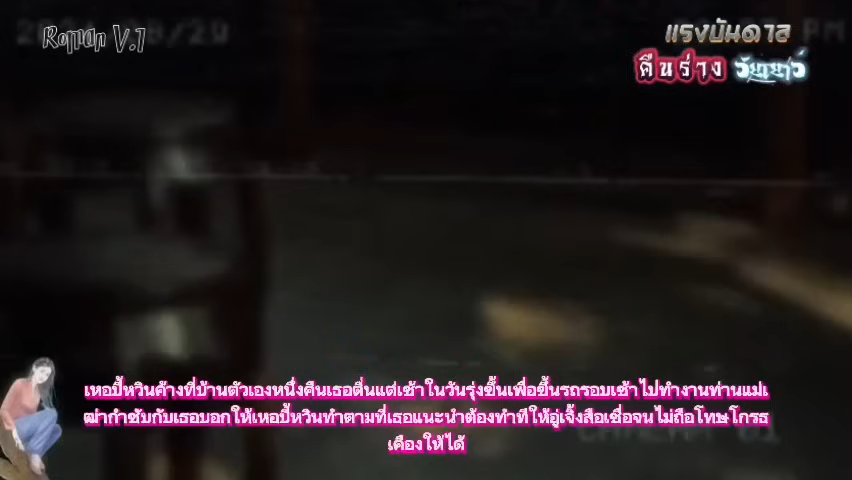 Roman V.1
แรงบันดาล
PM
คืนร่าง
เหอปี้หวินค้างที่บ้านตัวเองหนึ่งคืนเธอตื่นแต่เช้าในวันรุ่งขึ้นเพื่อขึ้นรถรอบเช้าไปทำงานท่านแม่เ
ฒ่ากำชับกับเธอบอกให้เหอปี้หวินทำตามที่เธอแนะนำต้องทำทีให้อู่เจิ้งสือเชื่อจนไม่ถือโทษโกรธ
เคืองให้ได้